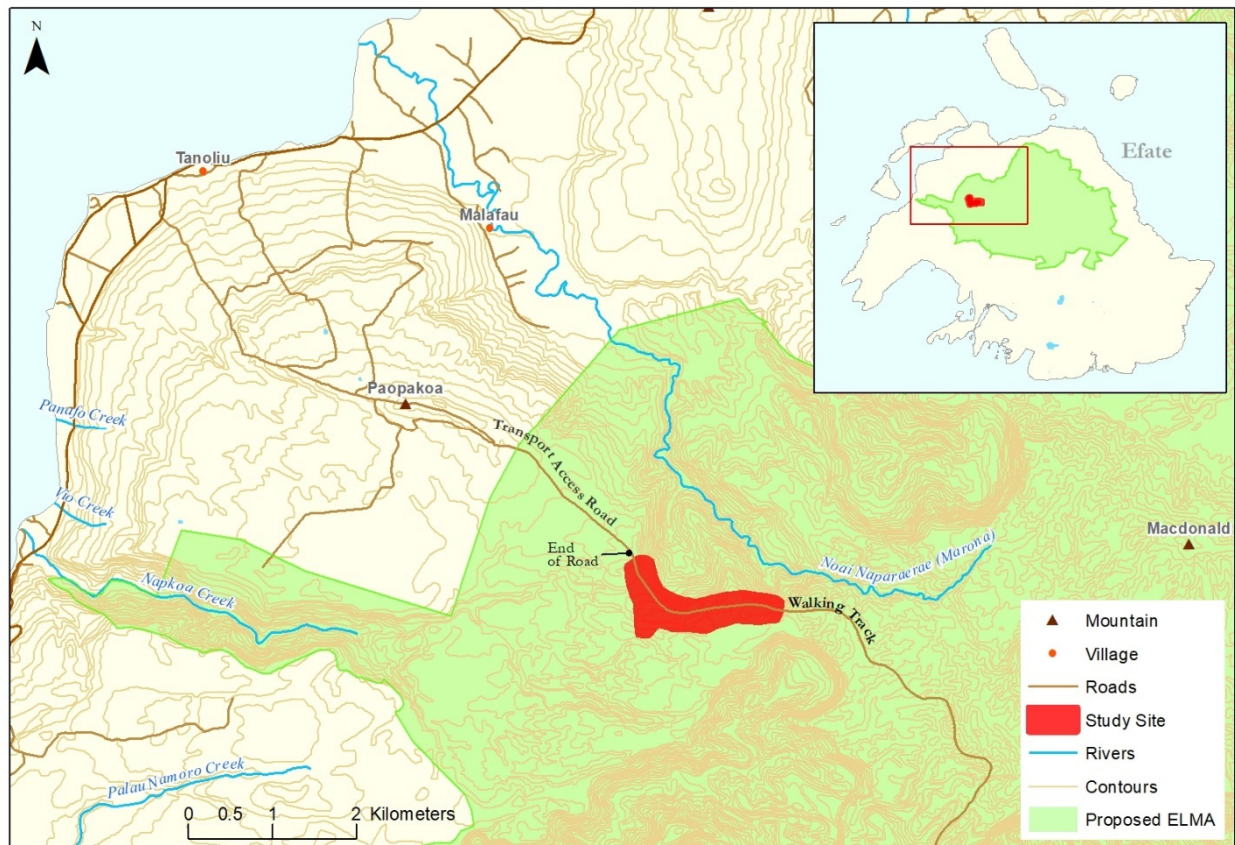 N
Efate
Tanoliu
Malafau
Paopakoa
Panafo Creek
Transport Access Road
Vio Creek
Macdonald
End
of Road
Noai Naparaerae (Marona)
Napkoa Creek
Walking Track
Palau Namoro Creek
0 0.5 1 2 Kilometers
Mountain
Village
Roads
Study Site
Rivers
Contours
Proposed ELMA